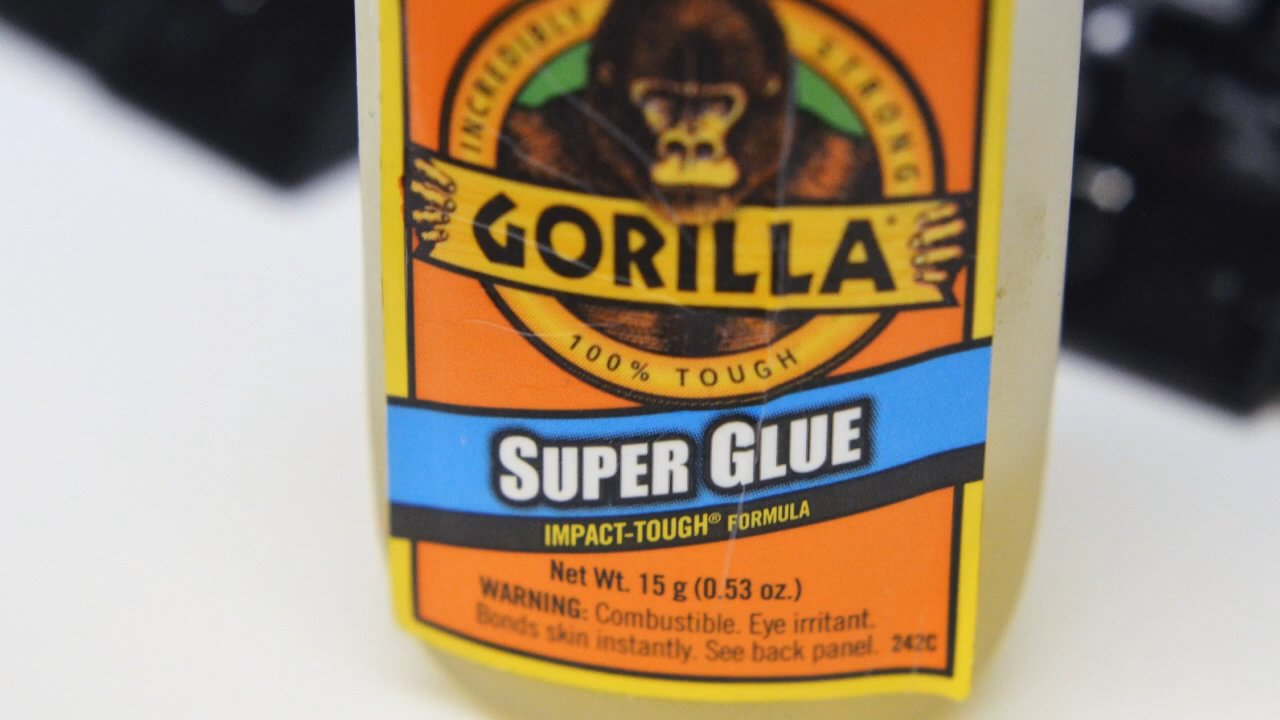 INCREDIBLY STRONG
GORILLA®
100% TOUGH
SUPER GLUE
IMPACT-TOUGH® FORMULA
Net Wt. 15 g (0.53 oz.)
WARNING: Combustible. Eye irritant.
Bonds skin instantly. See back panel. 242C